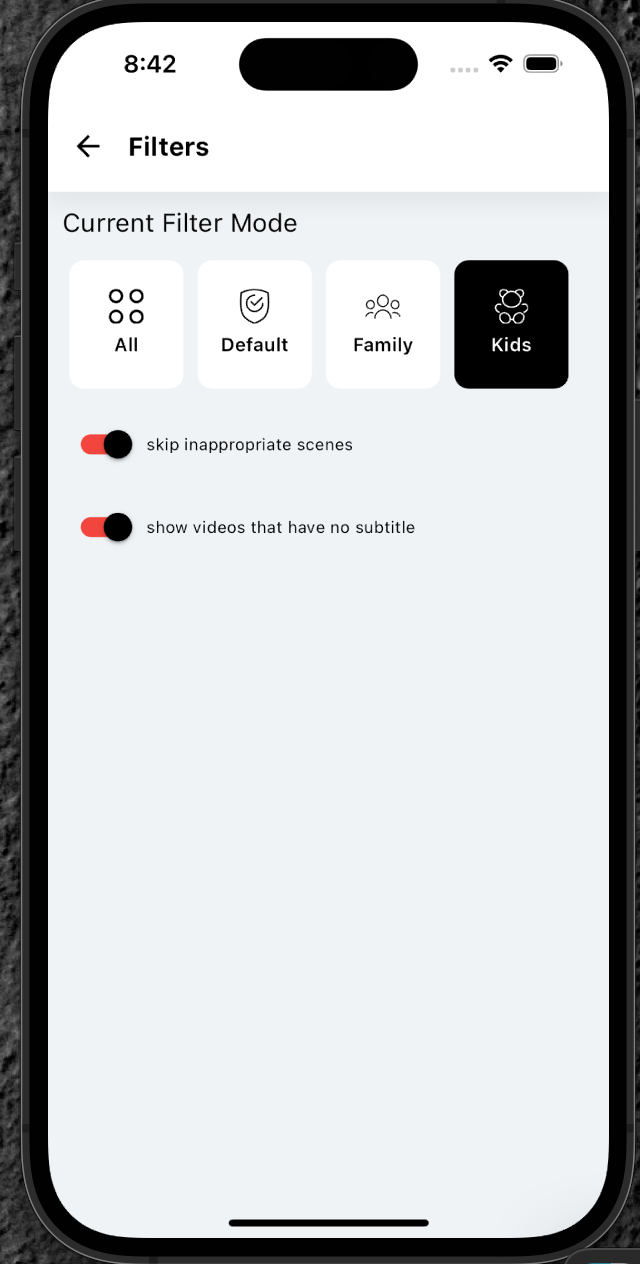 8:42
Filters
Current Filter Mode
All
Default
Family
Kids
skip inappropriate scenes
show videos that have no subtitle